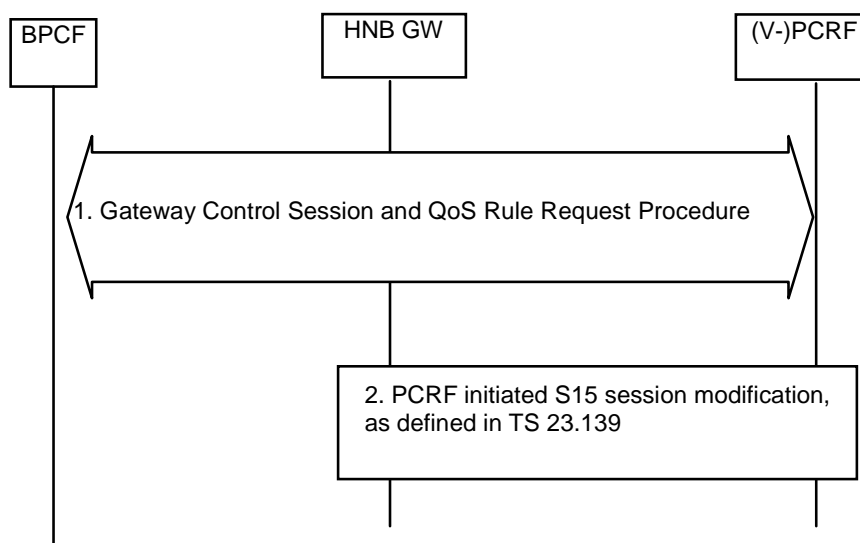 BPCF
HNB GW
(V-)PCRF
1. Gateway Control Session and QoS Rule Request Procedure
2. PCRF initiated S15 session modification,
as defined in TS 23.139